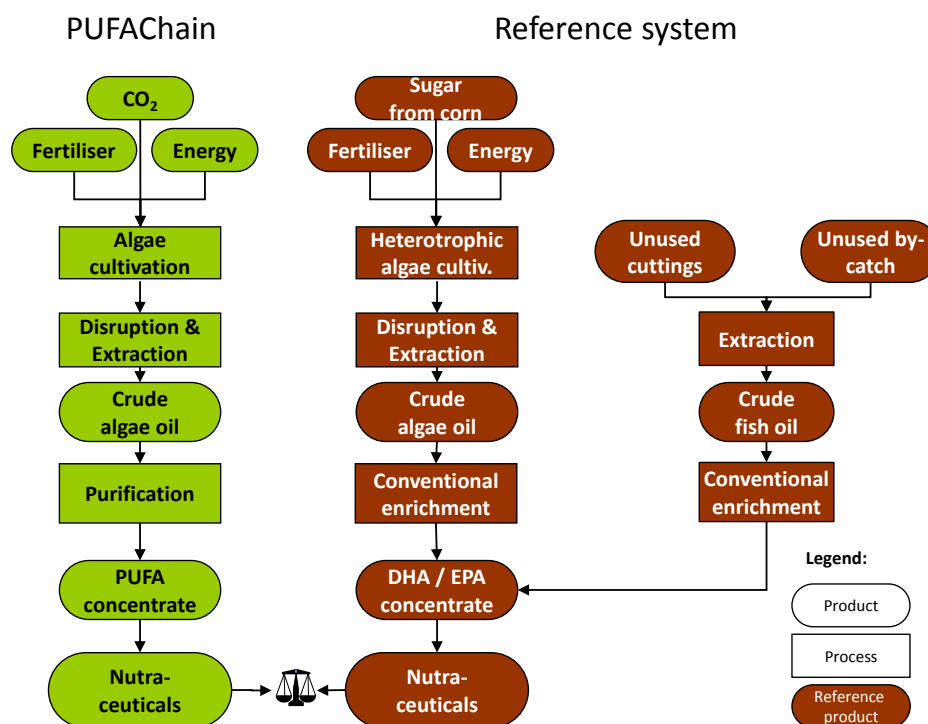 PUFAChain
Reference system
CO₂
Fertiliser
Energy
Algae
cultivation
Disruption &
Extraction
Crude
algae oil
Purification
PUFA
concentrate
Nutra-
ceuticals
Sugar
from corn
Fertiliser
Energy
Heterotrophic
algae cultiv.
Disruption &
Extraction
Crude
algae oil
Conventional
enrichment
DHA / EPA
concentrate
Nutra-
ceuticals
Unused
cuttings
Unused by-
catch
Extraction
Crude
fish oil
Conventional
enrichment
Legend:
Product
Process
Reference
product